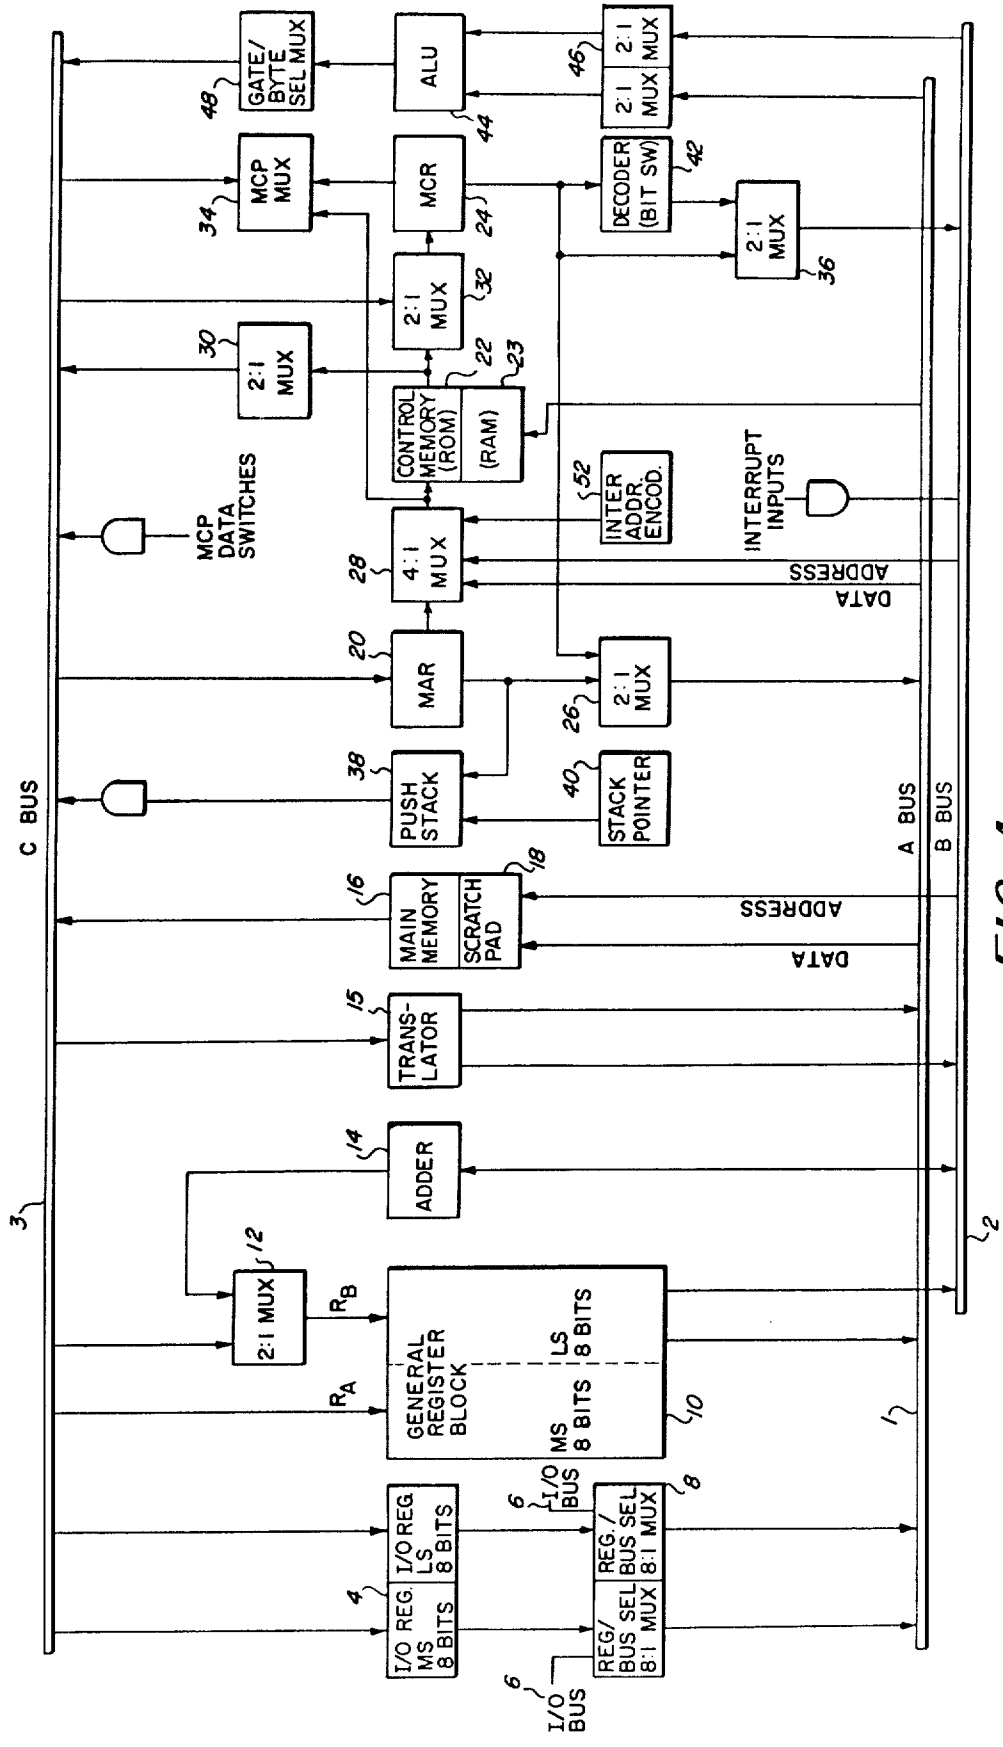 C BUS
3
48
GATE/
BYTE
SEL MUX
34
MCP
MUX
30
2:1
MUX
MCP
DATA
SWITCHES
12
2:1 MUX
RA
RB
4
I/O REG.
MS
8 BITS
I/O REG.
LS
8 BITS
GENERAL
REGISTER
BLOCK
MS
8 BITS
LS
8 BITS
10
14
ADDER
15
TRANS-
LATOR
16
MAIN
MEMORY
SCRATCH
PAD
18
38
PUSH
STACK
20
MAR
28
4:1
MUX
CONTROL
MEMORY
(ROM)
22
(RAM)
23
2:1
MUX
32
MCR
24
ALU
44
6
I/O
BUS
REG/
BUS SEL
8:1 MUX
6
I/O
BUS
REG./
BUS SEL
8:1 MUX
8
40
STACK
POINTER
26
2:1
MUX
52
INTER
ADDR.
ENCOD.
DECODER
(BIT SW)
42
2:1
MUX
46
2:1
MUX
2:1
MUX
36
INTERRUPT
INPUTS
DATA
ADDRESS
DATA
ADDRESS
1
A BUS
B BUS
2